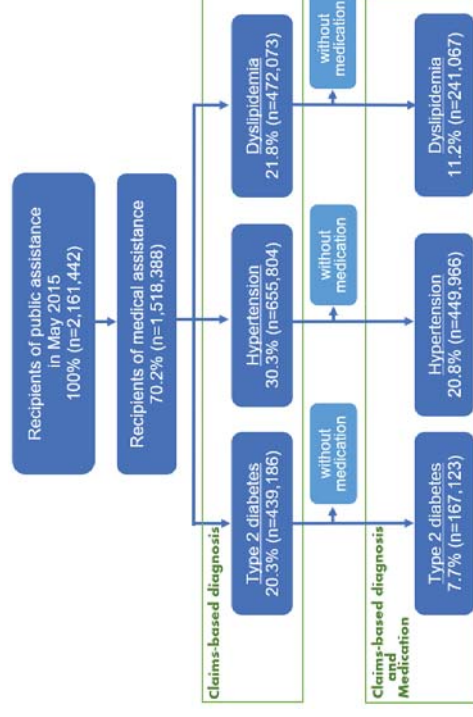 Recipients of public assistance
in May 2015
100% (n=2,161,442)
Recipients of medical assistance
70.2% (n=1,518,388)
Claims-based diagnosis
Type 2 diabetes
20.3% (n=439,186)
Hypertension
30.3% (n=655,804)
Dyslipidemia
21.8% (n=472,073)
without
medication
without
medication
without
medication
Claims-based diagnosis
and
Medication
Type 2 diabetes
7.7% (n=167,123)
Hypertension
20.8% (n=449,966)
Dyslipidemia
11.2% (n=241,067)